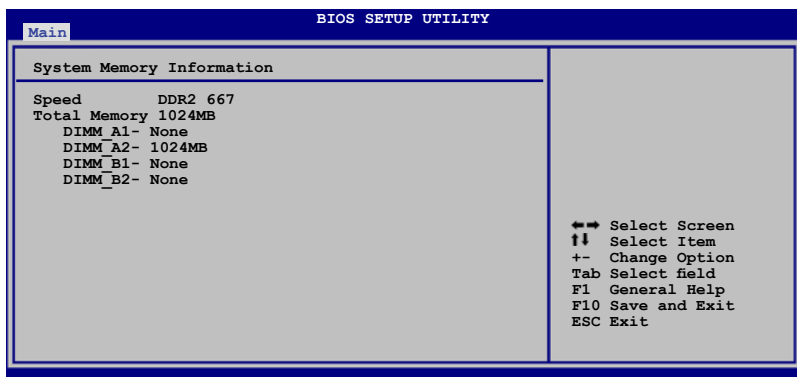 BIOS SETUP UTILITY
Main
System Memory Information
Speed DDR2 667
Total Memory 1024MB
DIMM_A1- None
DIMM_A2- 1024MB
DIMM_B1- None
DIMM_B2- None
←→ Select Screen
↑↓ Select Item
+- Change Option
Tab Select field
F1 General Help
F10 Save and Exit
ESC Exit